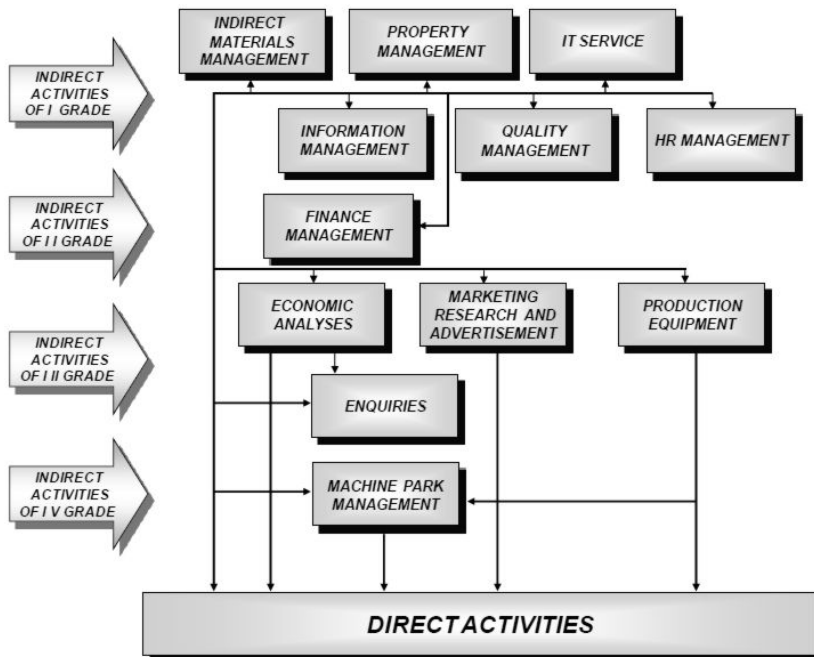 INDIRECT
MATERIALS
MANAGEMENT
PROPERTY
MANAGEMENT
IT SERVICE
INDIRECT
ACTIVITIES
OF I GRADE
INFORMATION
MANAGEMENT
QUALITY
MANAGEMENT
HR MANAGEMENT
INDIRECT
ACTIVITIES
OF I I GRADE
FINANCE
MANAGEMENT
ECONOMIC
ANALYSES
MARKETING
RESEARCH AND
ADVERTISEMENT
PRODUCTION
EQUIPMENT
INDIRECT
ACTIVITIES
OF I II GRADE
ENQUIRIES
INDIRECT
ACTIVITIES
OF I V GRADE
MACHINE PARK
MANAGEMENT
DIRECT ACTIVITIES